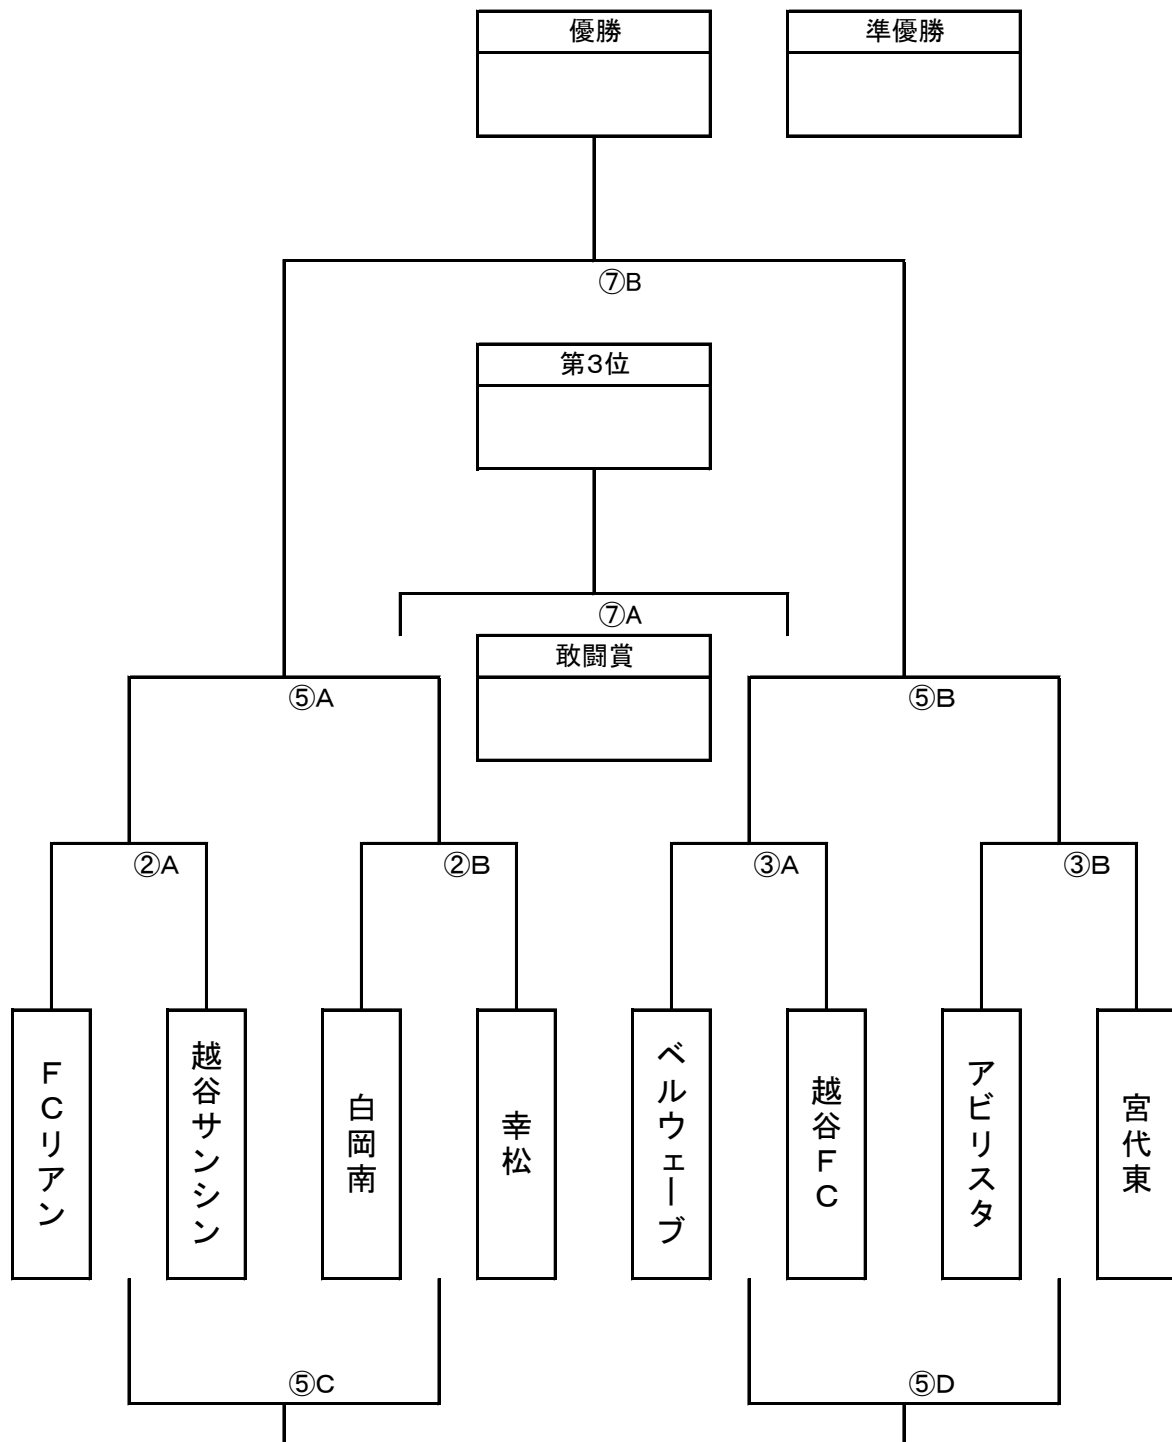 優勝
準優勝
⑦B
第3位
⑦A
敢闘賞
⑤A
⑤B
②A
②B
③A
③B
FCリアン
越谷サンシン
白岡南
幸松
ベルウェーブ
越谷FC
アビリスタ
宮代東
⑤C
⑤D